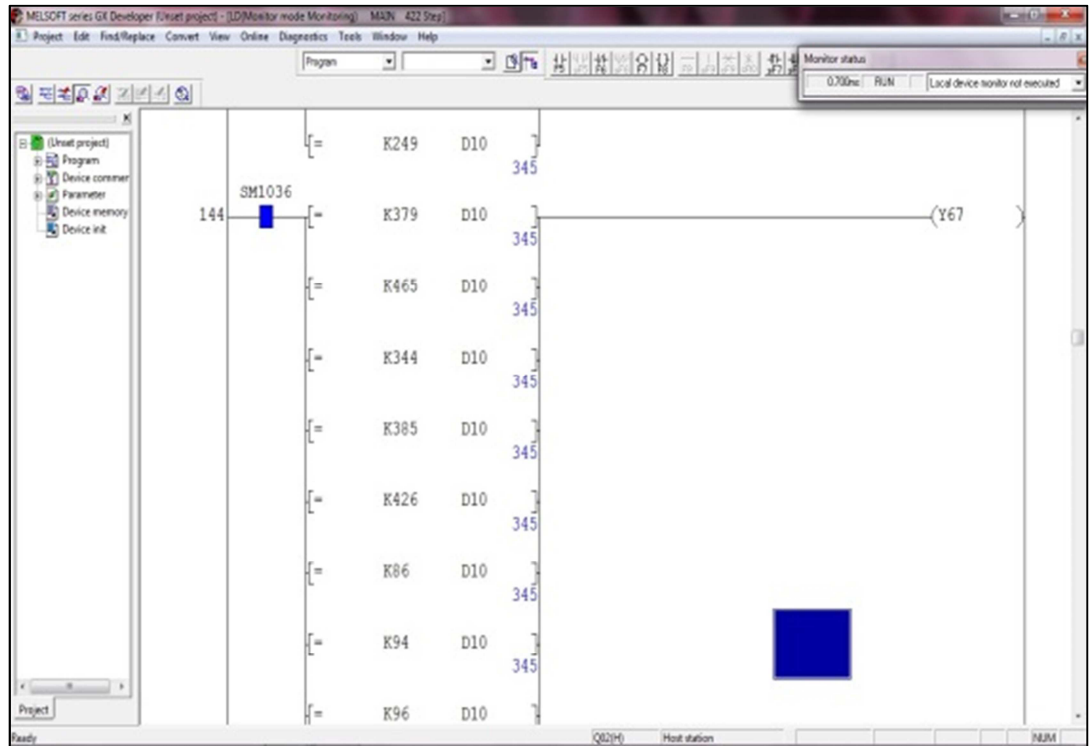 MELSOFT series GX Developer (Unset project) - [LD(Monitor mode Monitoring) MAIN 422 Step]
Project Edit Find/Replace Convert View Online Diagnostics Tools Window Help
Program
Monitor status
0.700ms RUN Local device monitor not executed
(Unset project)
Program
Device commer
Parameter
Device memory
Device init
Project
[= K249 D10 ]
345
SM1036
144 [= K379 D10 ] (Y67 )
345
[= K465 D10 ]
345
[= K344 D10 ]
345
[= K385 D10 ]
345
[= K426 D10 ]
345
[= K86 D10 ]
345
[= K94 D10 ]
345
[= K96 D10 ]
Ready Q02(H) Host station NUM